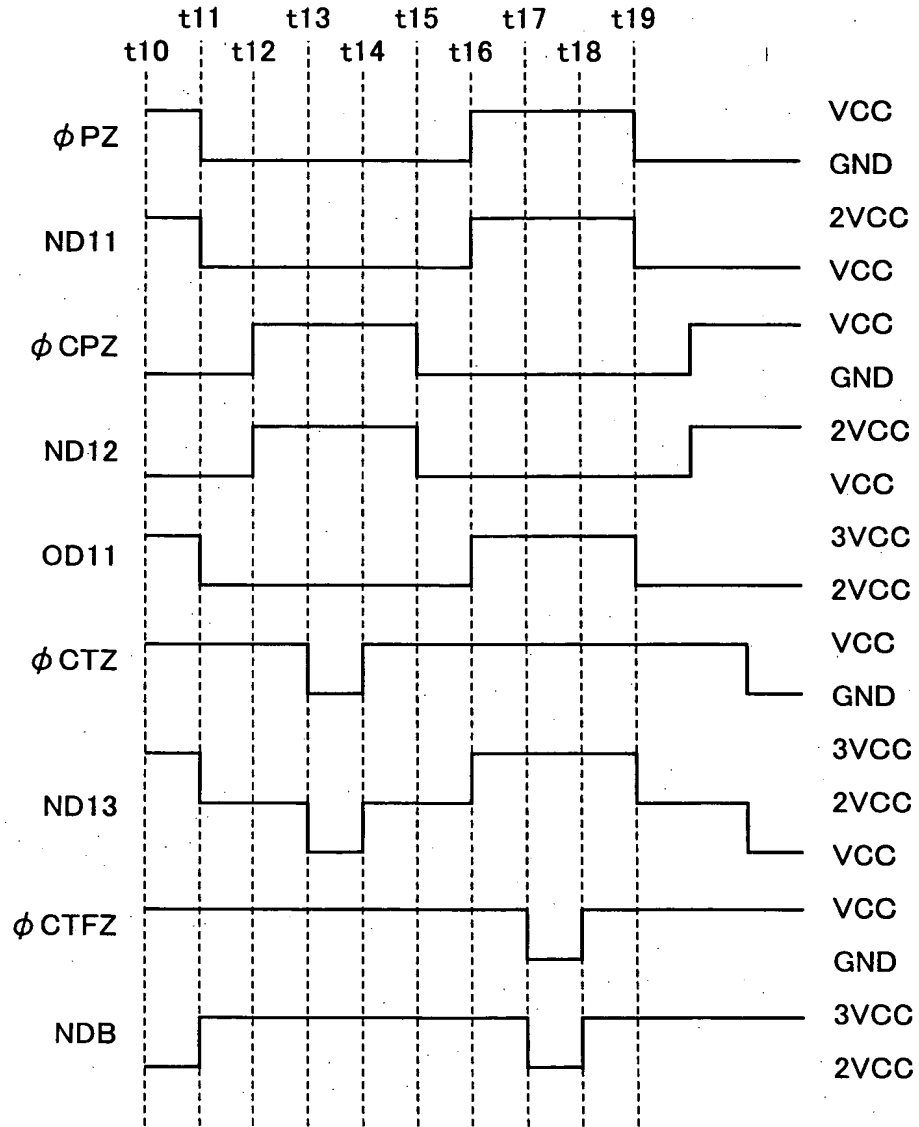 t11 t13 t15 t17 t19
t10 t12 t14 t16 t18
φPZ VCC
GND
ND11 2VCC
VCC
φCPZ VCC
GND
ND12 2VCC
VCC
OD11 3VCC
2VCC
φCTZ VCC
GND
ND13 3VCC
2VCC
VCC
φCTFZ VCC
GND
NDB 3VCC
2VCC